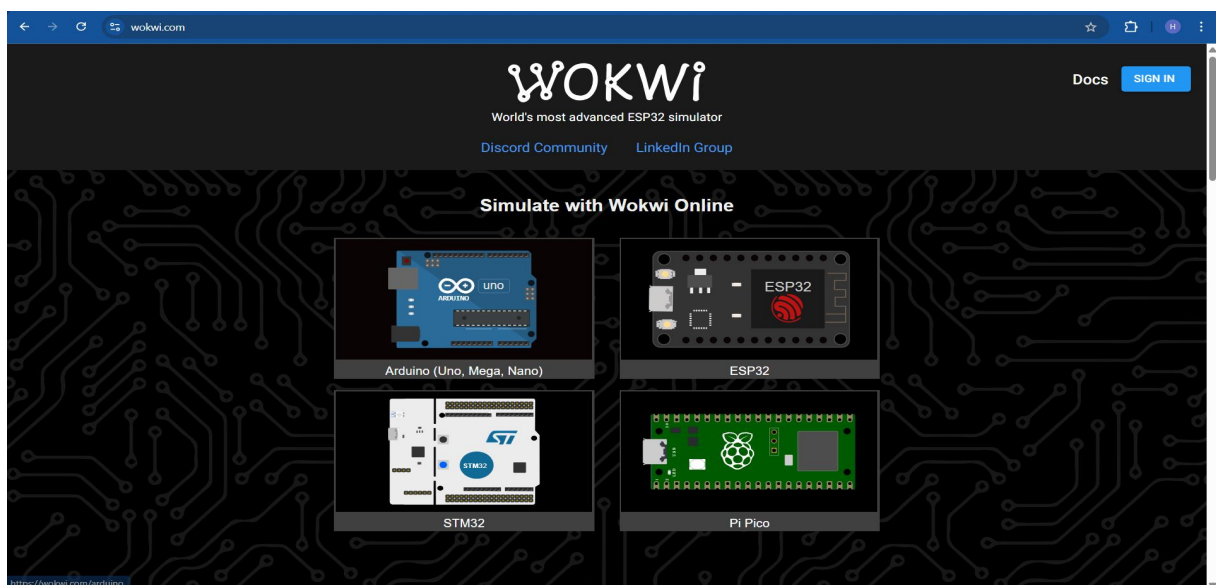 wokwi.com
H
WOKWi
World's most advanced ESP32 simulator
Docs
SIGN IN
Discord Community
LinkedIn Group
Simulate with Wokwi Online
uno
ARDUINO
ESP32
Arduino (Uno, Mega, Nano)
ESP32
ST
STM32
STM32
Pi Pico
https://wokwi.com/arduino